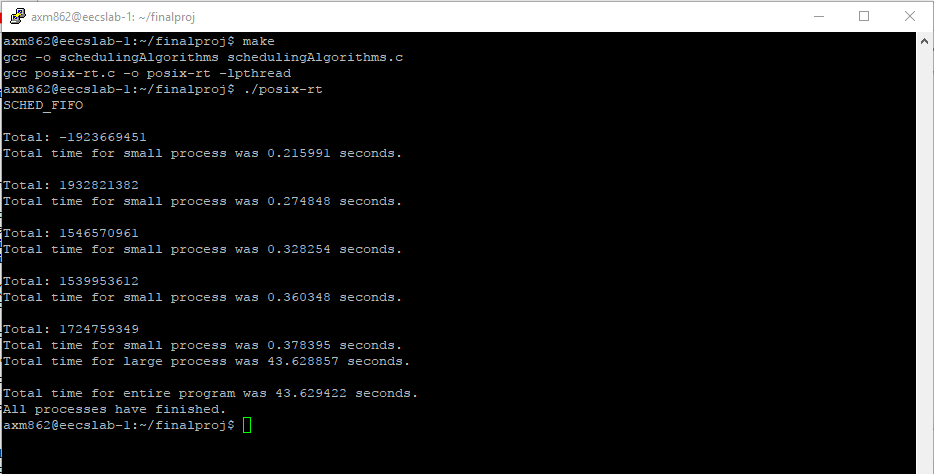 axm862@eecslab-1: ~/finalproj
axm862@eecslab-1:~/finalproj$ make
gcc -o schedulingAlgorithms schedulingAlgorithms.c
gcc posix-rt.c -o posix-rt -lpthread
axm862@eecslab-1:~/finalproj$ ./posix-rt
SCHED_FIFO
Total: -1923669451
Total time for small process was 0.215991 seconds.
Total: 1932821382
Total time for small process was 0.274848 seconds.
Total: 1546570961
Total time for small process was 0.328254 seconds.
Total: 1539953612
Total time for small process was 0.360348 seconds.
Total: 1724759349
Total time for small process was 0.378395 seconds.
Total time for large process was 43.628857 seconds.
Total time for entire program was 43.629422 seconds.
All processes have finished.
axm862@eecslab-1:~/finalproj$